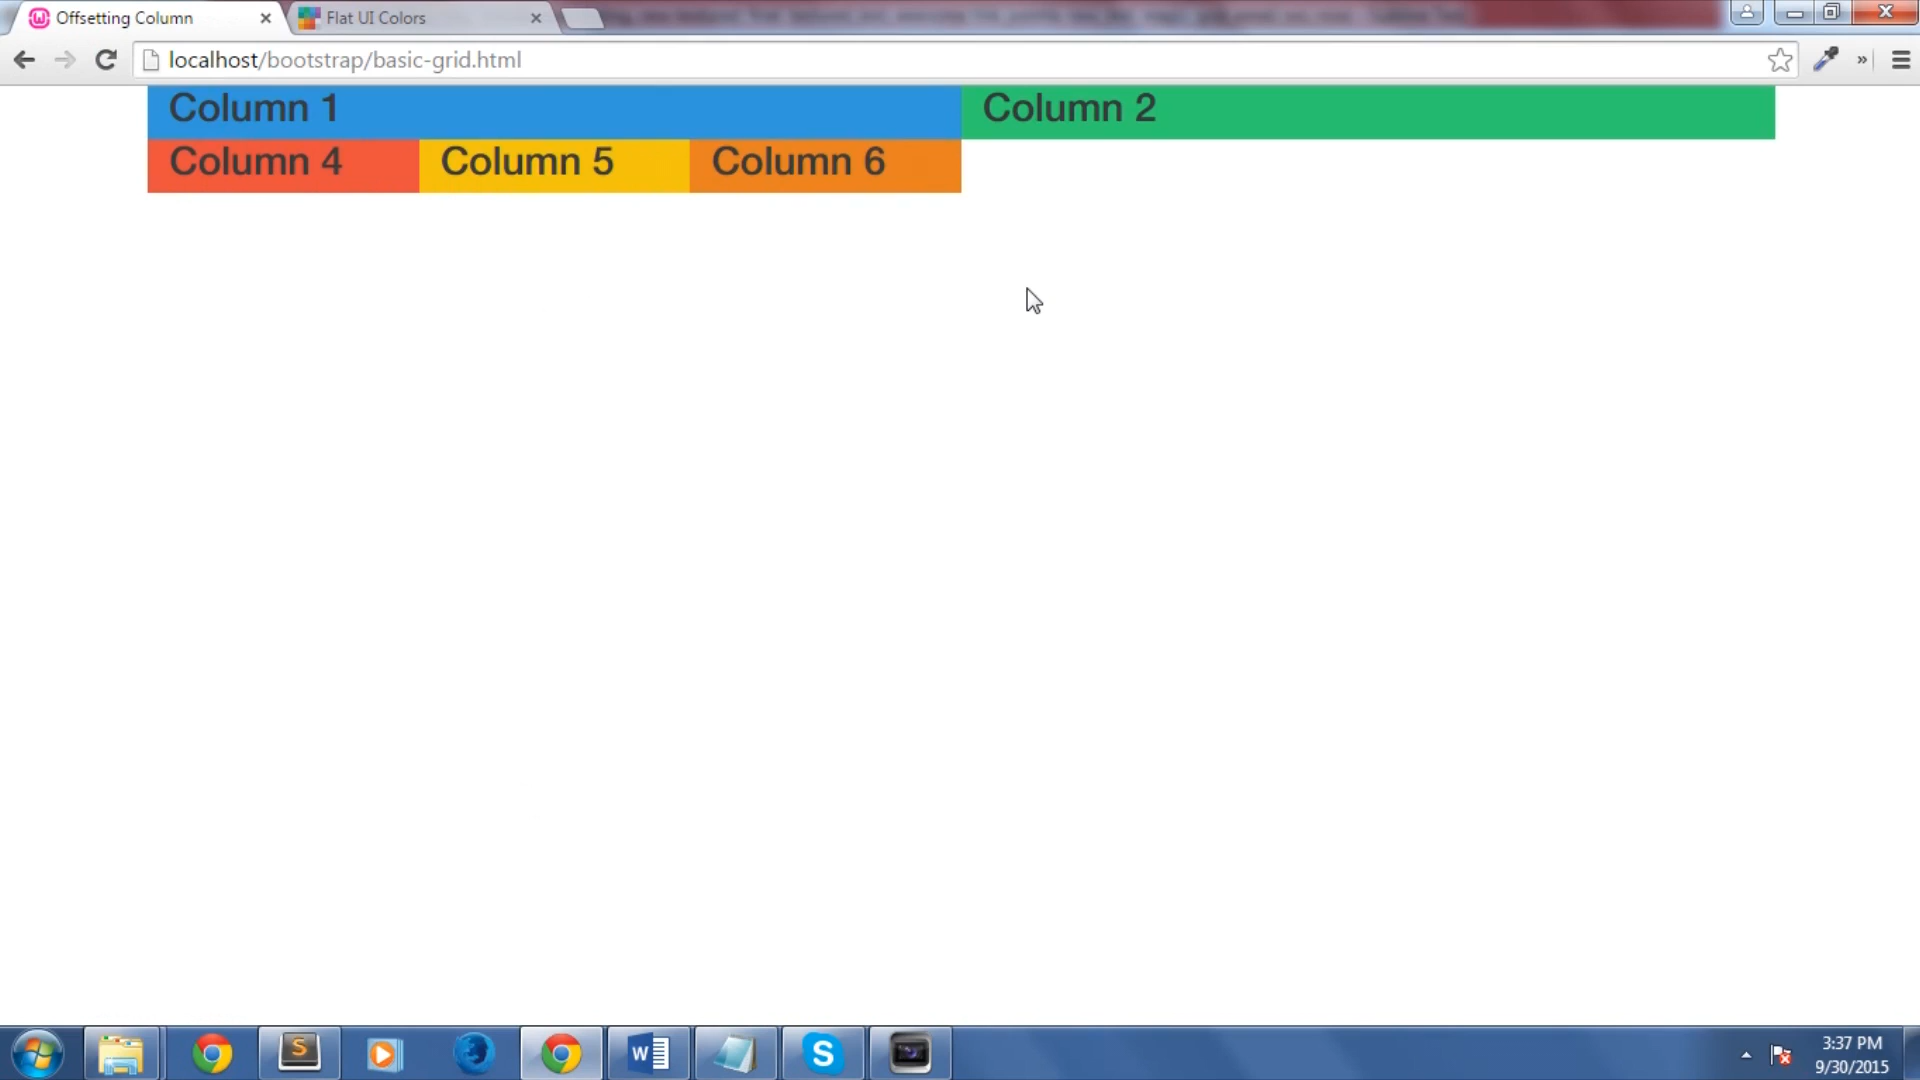 Offsetting Column
Flat UI Colors
localhost/bootstrap/basic-grid.html
Column 1 Column 2
Column 4 Column 5 Column 6
3:37 PM
9/30/2015